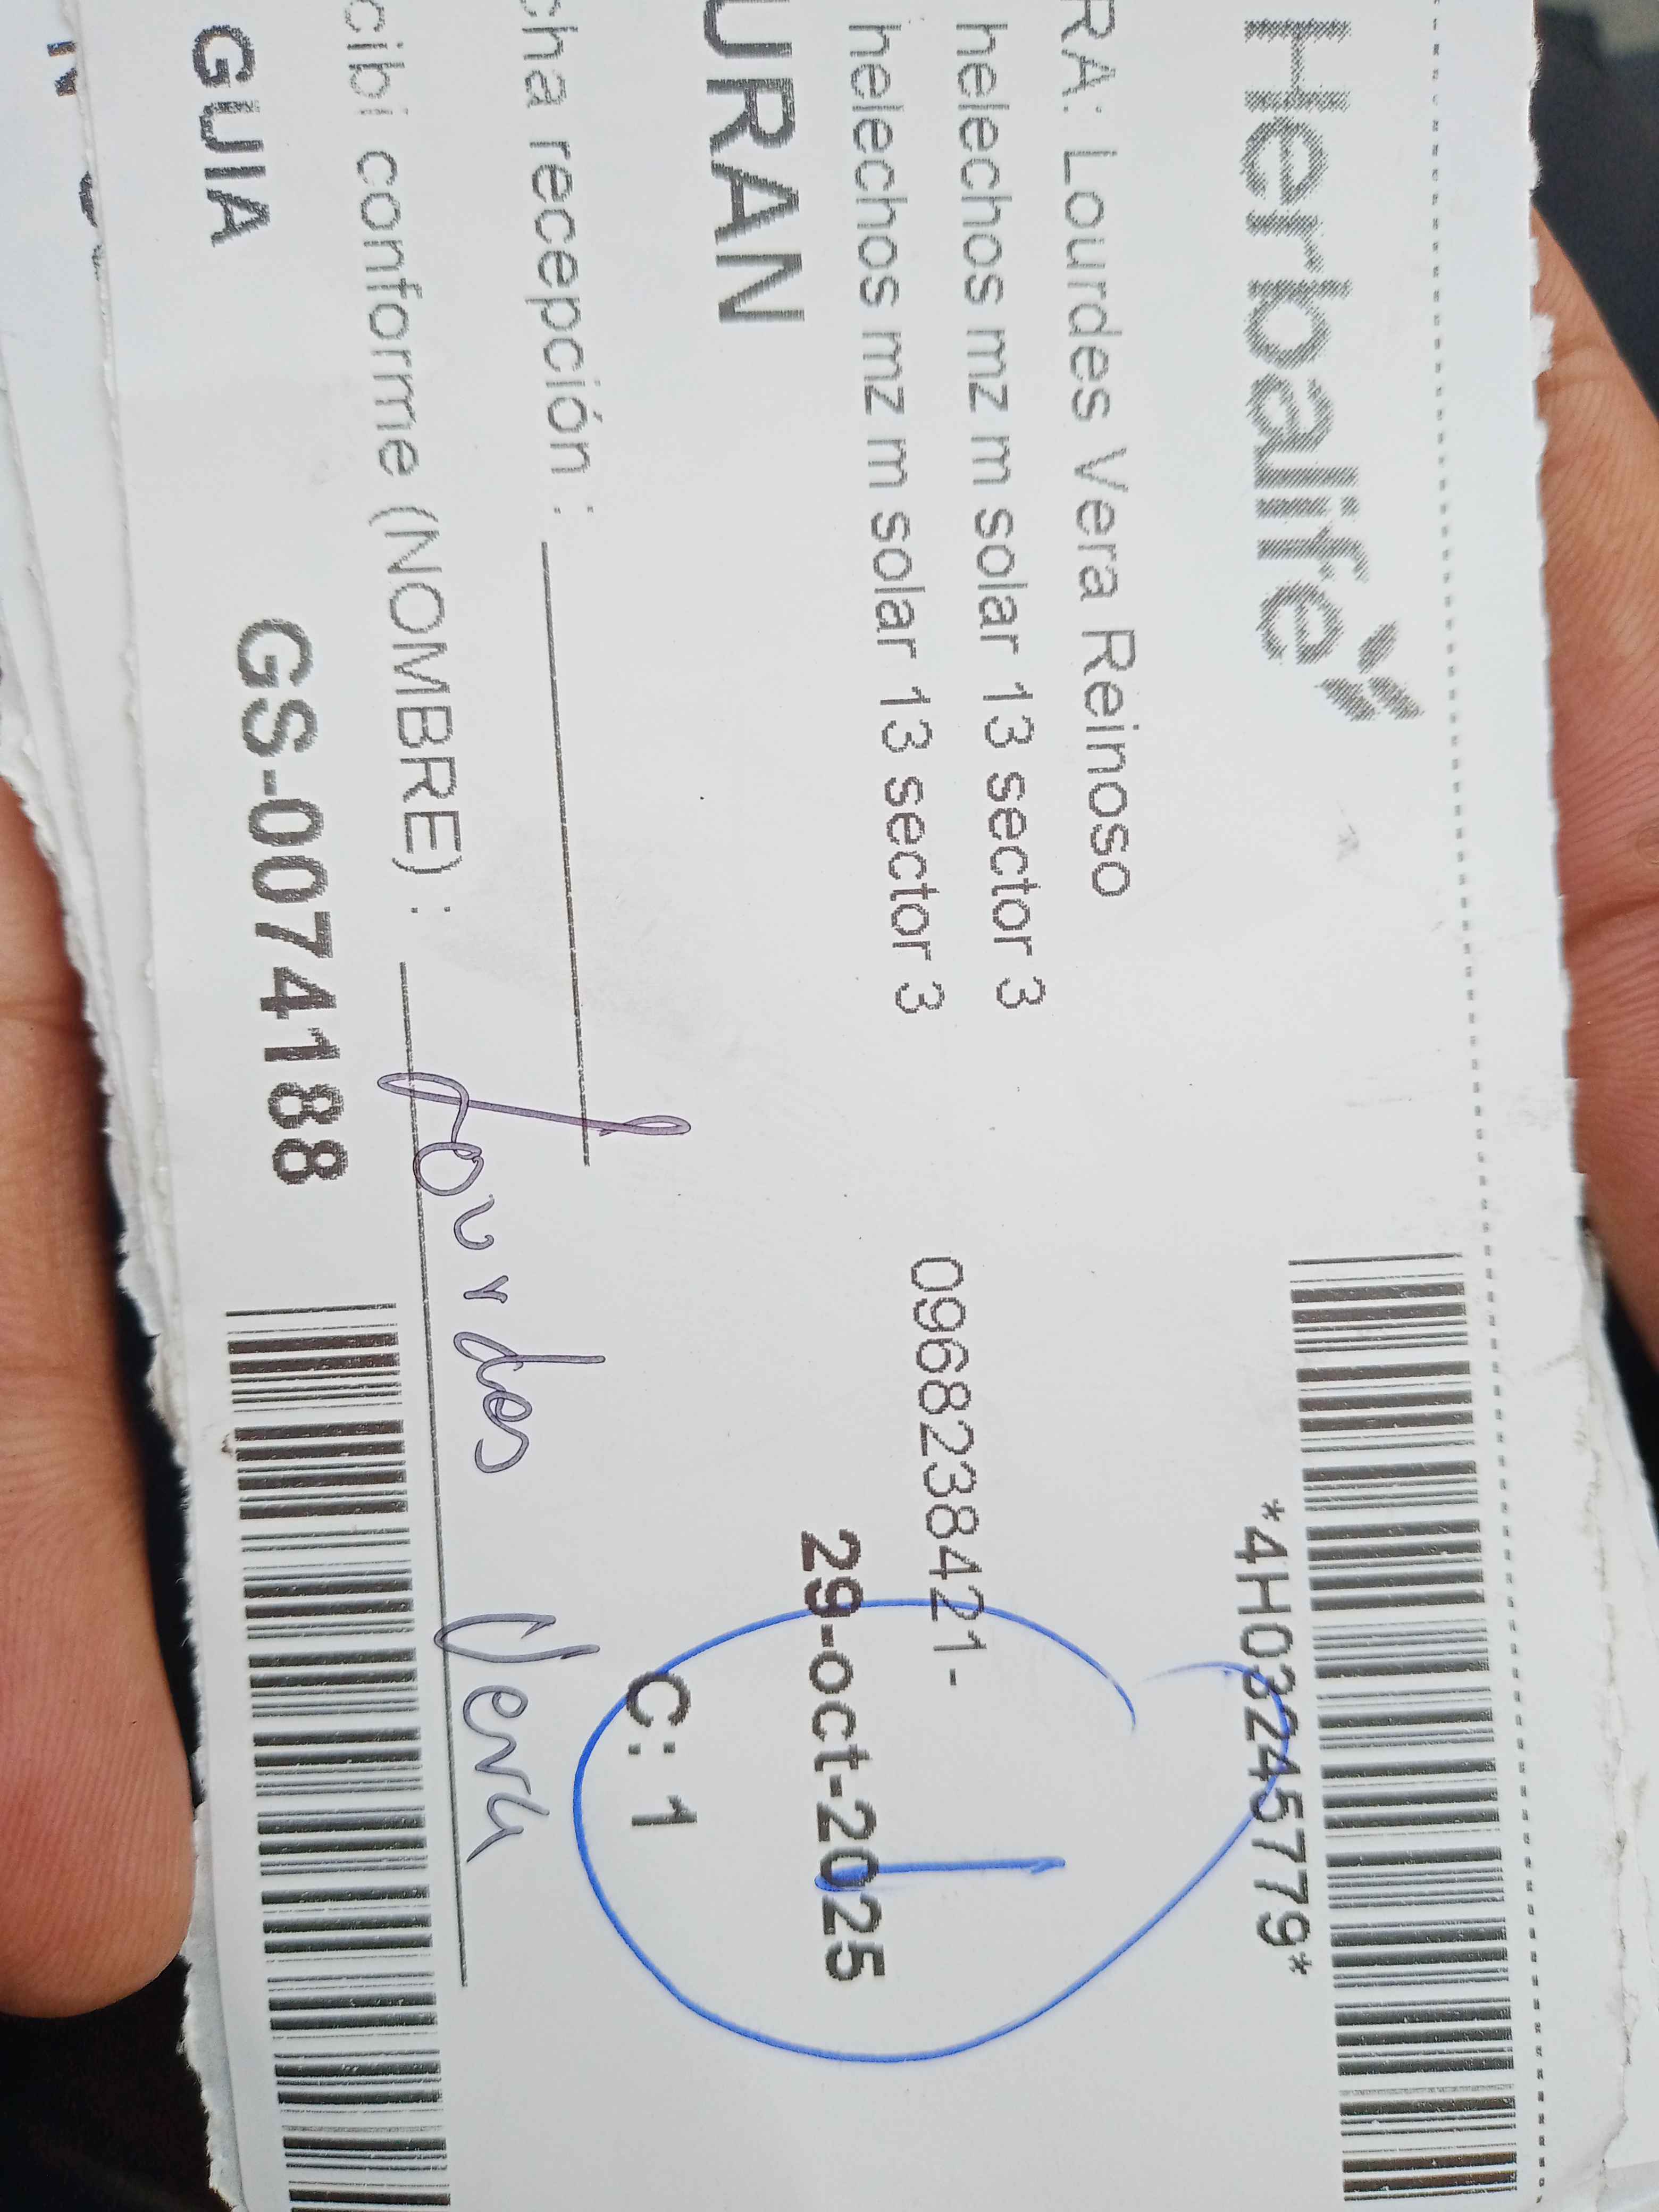 Herbalife
*4H03245779*
RA: Lourdes Vera Reinoso
helechos mz m solar 13 sector 3
helechos mz m solar 13 sector 3 0968238421-
URAN 29-oct-2025
C: 1
cha recepción :
cibi conforme (NOMBRE) : Lourdes Vera
GUIA GS-0074188